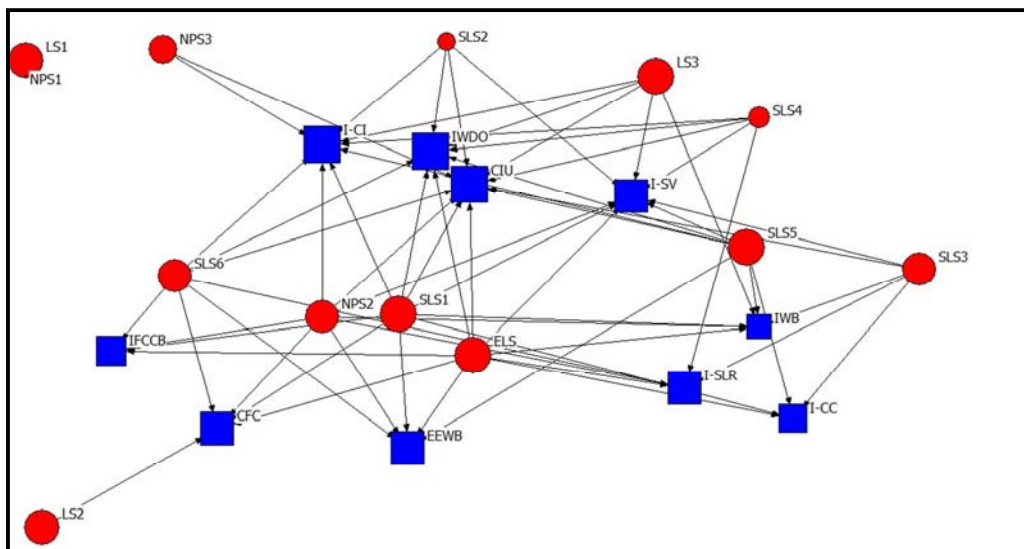 LS1
NPS1
NPS3
SLS2
LS3
SLS4
I-CI
IWDO
CIU
I-SV
SLS5
SLS3
SLS6
NPS2
SLS1
IWB
IFCCB
ELS
I-SLR
I-CC
CFC
EEWB
LS2